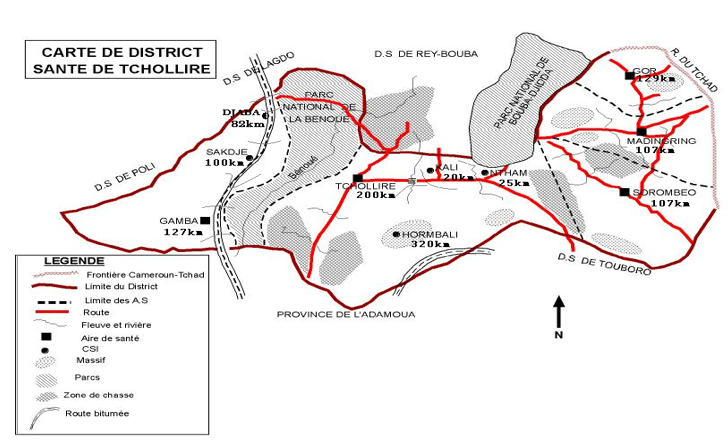 CARTE DE DISTRICT
SANTE DE TCHOLLIRE
D.S DE LAGDO
D.S DE REY-BOUBA
R. DU TCHAD
GOR
129km
PARC
NATIONAL DE
LA BENOUE
PARC NATIONAL DE
BOUBA-DJIDDA
DJABA
82km
MADINGRING
107km
SAKDJE
100km
D.S DE POLI
Bénoué
KALI
20km
NTHAM
25km
TCHOLLIRE
200km
SOROMBEO
107km
GAMBA
127km
HORMBALI
320km
D.S DE TOUBORO
PROVINCE DE L'ADAMOUA
N
LEGENDE
Frontière Cameroun-Tchad
Limite du District
Limite des A.S
Route
Fleuve et rivière
Aire de santé
CSI
Massif
Parcs
Zone de chasse
Route bitumée